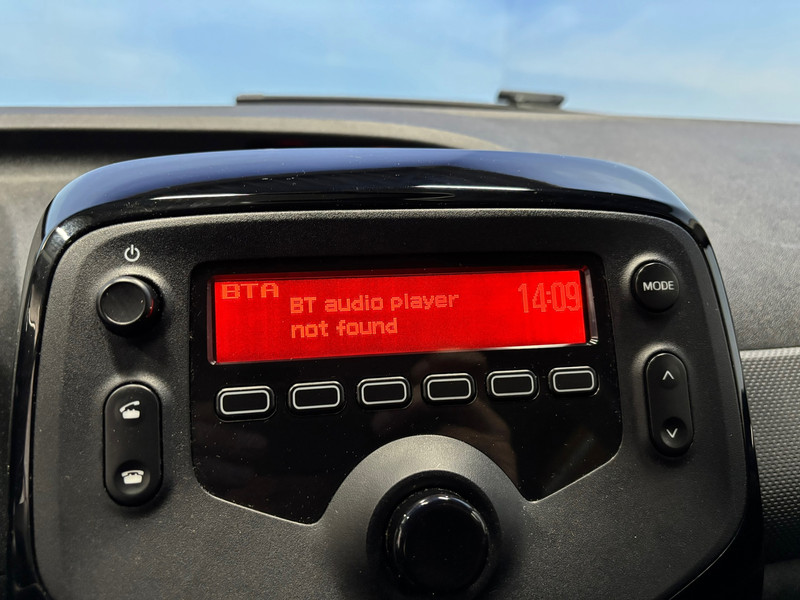 BTA
BT audio player
not found
14:09
MODE